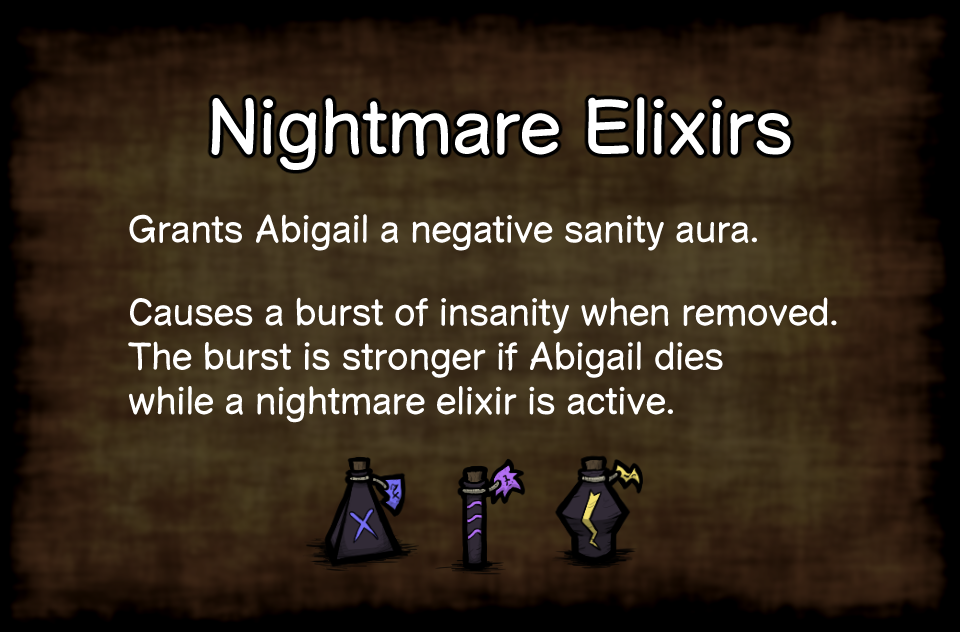 Nightmare Elixirs
Grants Abigail a negative sanity aura.
Causes a burst of insanity when removed.
The burst is stronger if Abigail dies
while a nightmare elixir is active.